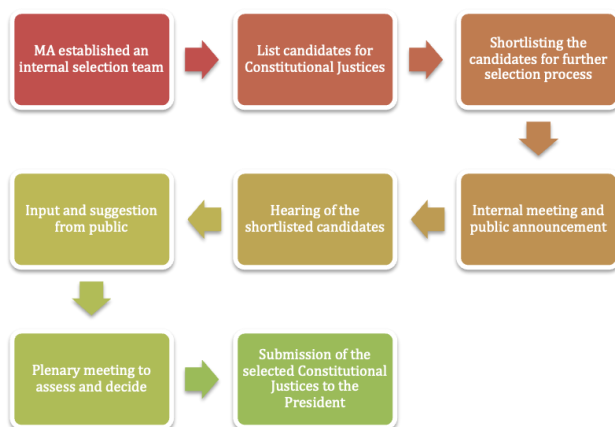 MA established an
internal selection team
List candidates for
Constitutional Justices
Shortlisting the
candidates for further
selection process
Internal meeting and
public announcement
Hearing of the
shortlisted candidates
Input and suggestion
from public
Plenary meeting to
assess and decide
Submission of the
selected Constitutional
Justices to the
President